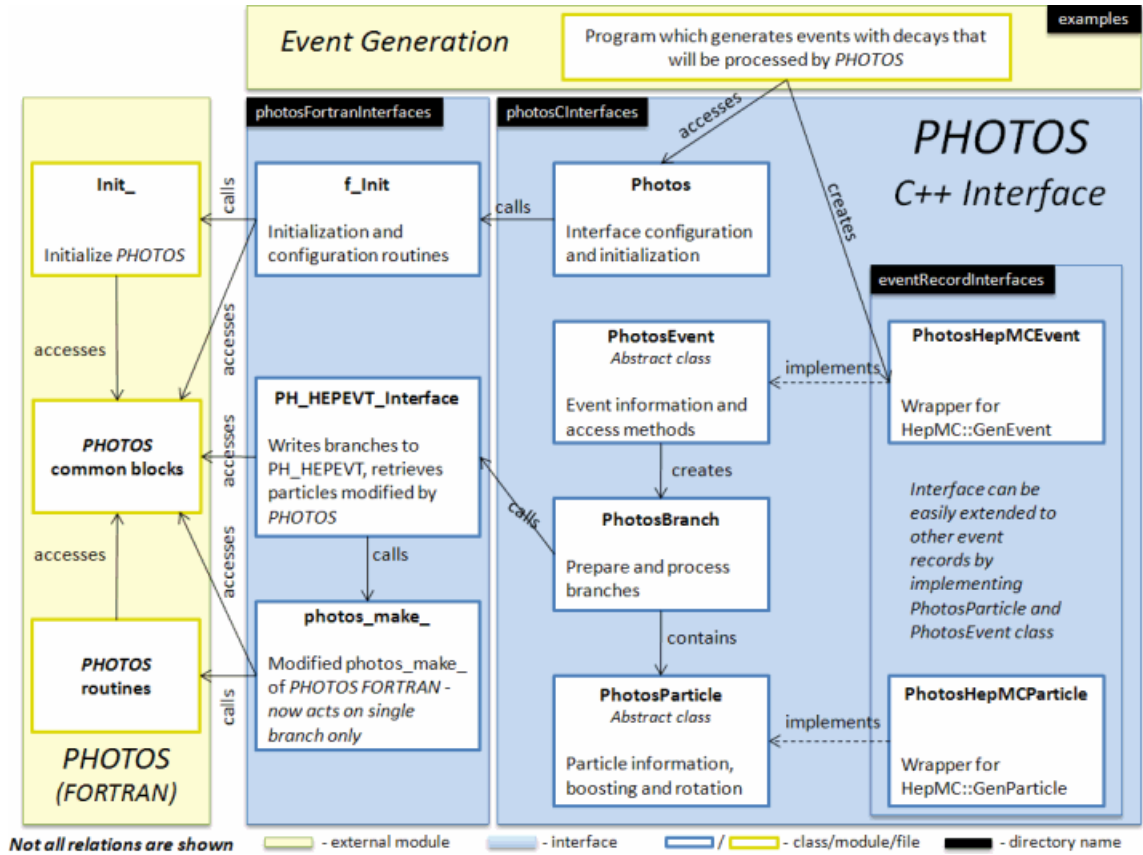 examples
Event Generation
Program which generates events with decays that
will be processed by PHOTOS
photosFortranInterfaces
photosCInterfaces
PHOTOS
C++ Interface
accesses
creates
Init_
Initialize PHOTOS
calls
f_Init
Initialization and
configuration routines
calls
Photos
Interface configuration
and initialization
eventRecordInterfaces
accesses
accesses
PHOTOS
common blocks
accesses
PH_HEPEVT_Interface
Writes branches to
PH_HEPEVT, retrieves
particles modified by
PHOTOS
PhotosEvent
Abstract class
Event information and
access methods
implements
PhotosHepMCEvent
Wrapper for
HepMC::GenEvent
creates
calls
PhotosBranch
Prepare and process
branches
Interface can be
easily extended to
other event
records by
implementing
PhotosParticle and
PhotosEvent class
accesses
accesses
calls
PHOTOS
routines
calls
photos_make_
Modified photos_make_
of PHOTOS FORTRAN -
now acts on single
branch only
contains
PhotosParticle
Abstract class
Particle information,
boosting and rotation
implements
PhotosHepMCParticle
Wrapper for
HepMC::GenParticle
PHOTOS
(FORTRAN)
Not all relations are shown - external module - interface / - class/module/file - directory name